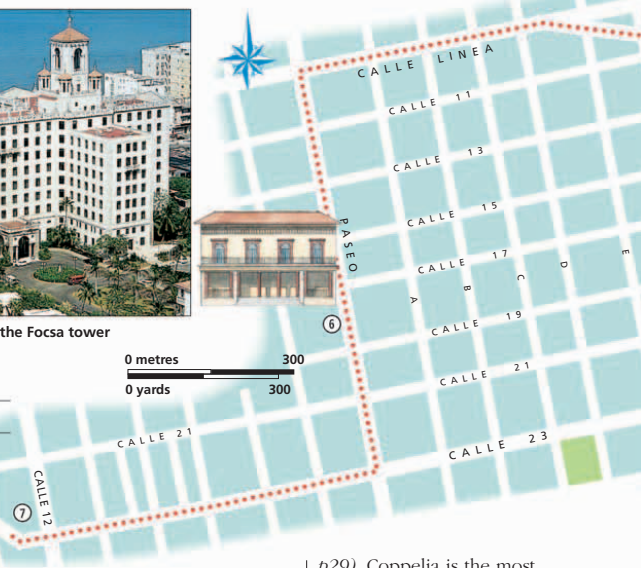 CALLE LINEA
CALLE 11
CALLE 13
CALLE 15
PASEO
CALLE 17
A
B
C
D
E
6
CALLE 19
the Focsa tower
0 metres 300
0 yards 300
CALLE 21
CALLE 21
CALLE 23
CALLE 12
7
p29). Coppelia is the most